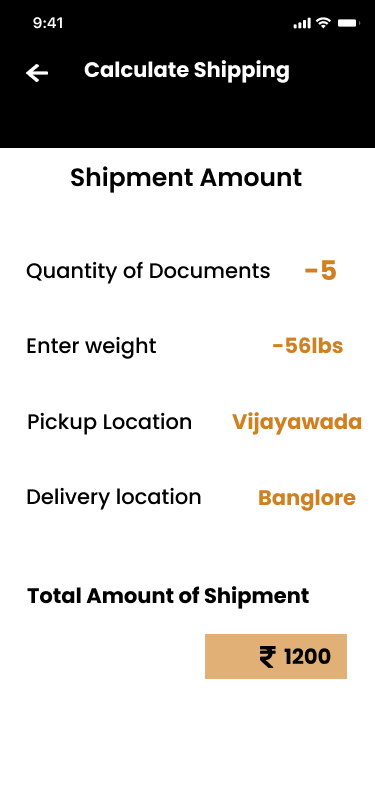 9:41
Calculate Shipping
Shipment Amount
Quantity of Documents -5
Enter weight -56lbs
Pickup Location Vijayawada
Delivery location Banglore
Total Amount of Shipment
₹ 1200